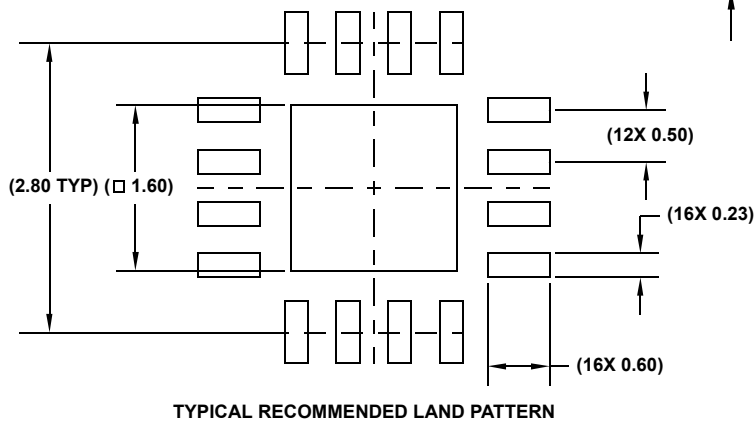 (12X 0.50)
(2.80 TYP) (□ 1.60)
(16X 0.23)
(16X 0.60)
TYPICAL RECOMMENDED LAND PATTERN